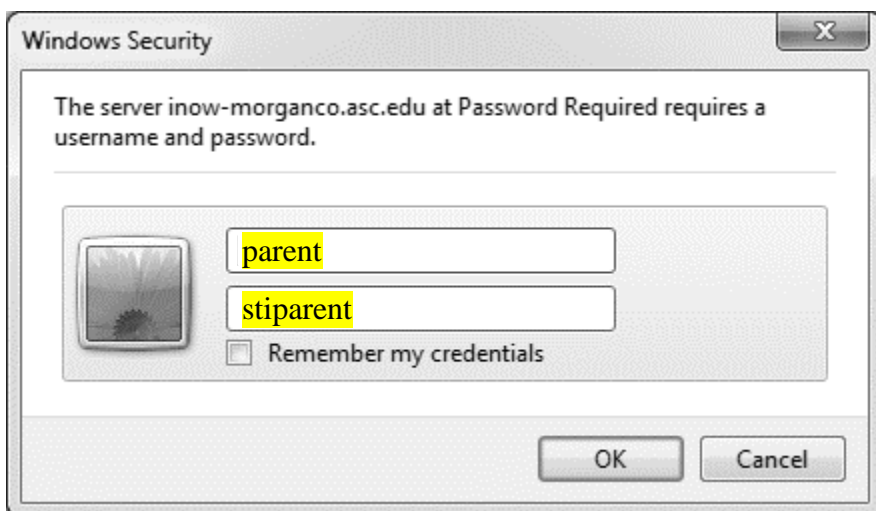 Windows Security
The server inow-morganco.asc.edu at Password Required requires a
username and password.
parent
stiparent
Remember my credentials
OK
Cancel